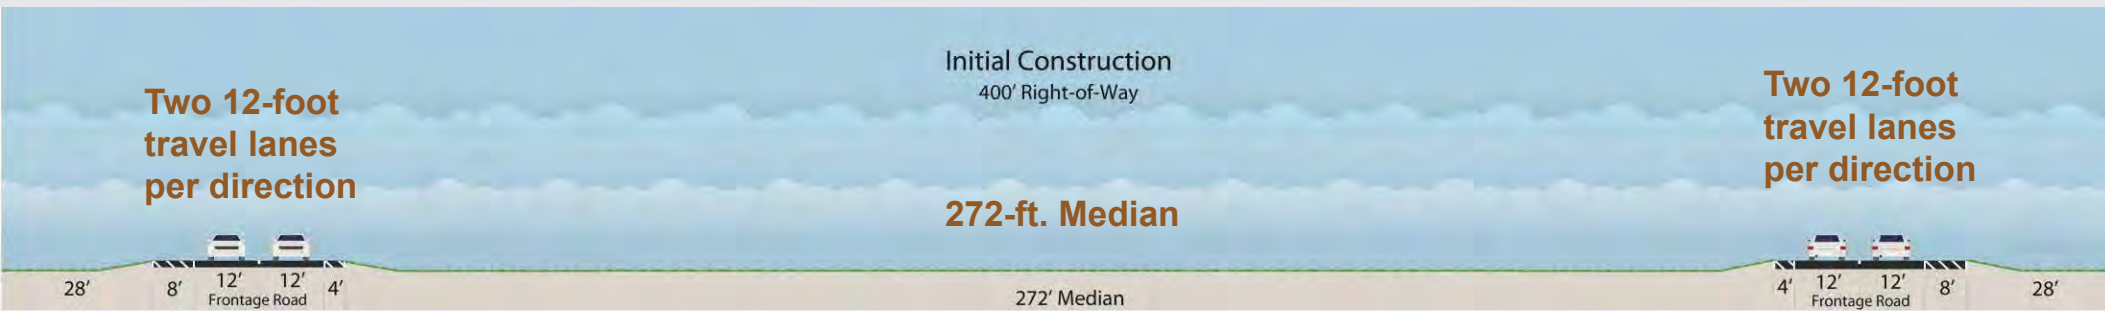 Initial Construction
400' Right-of-Way
Two 12-foot
travel lanes
per direction
272-ft. Median
Two 12-foot
travel lanes
per direction
28' 8' 12' 12' 4'
Frontage Road
272' Median
4' 12' 12' 8' 28'
Frontage Road